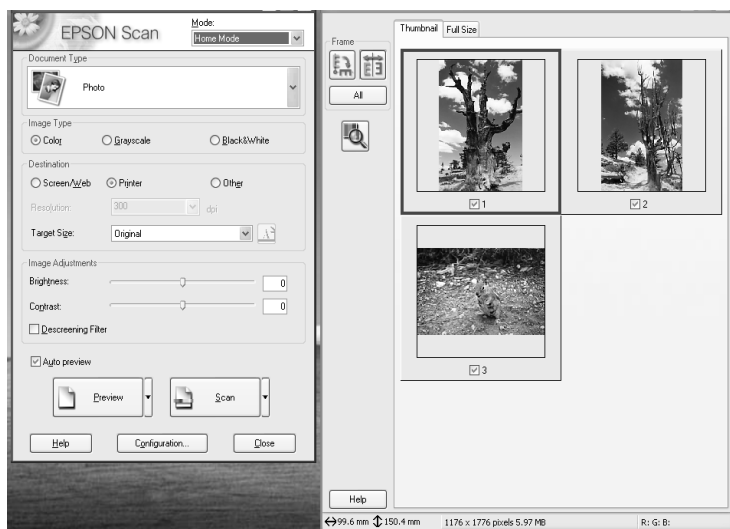 EPSON Scan
Mode:
Home Mode
Document Type
Photo
Image Type
Color Grayscale Black&White
Destination
Screen/Web Printer Other
Resolution: 300 dpi
Target Size: Original
Image Adjustments
Brightness: 0
Contrast: 0
Descreening Filter
Auto preview
Preview Scan
Help Configuration... Close
Frame
All
Help
Thumbnail Full Size
1 2
3
99.6 mm 150.4 mm 1176 x 1776 pixels 5.97 MB R: G: B: